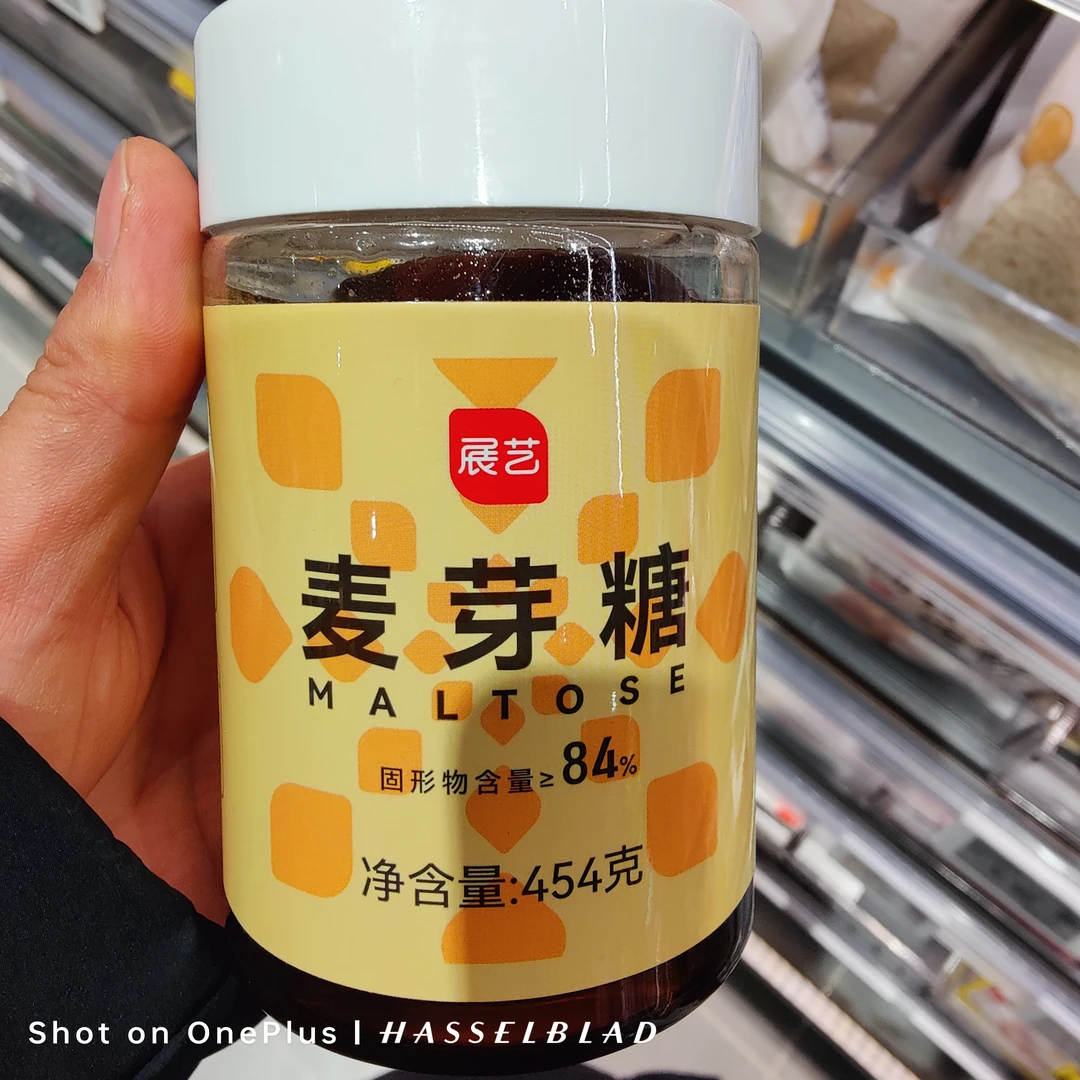 展艺
麦芽糖
MALTOSE
固形物含量≥84%
净含量:454克
Shot on OnePlus | HASSELBLAD